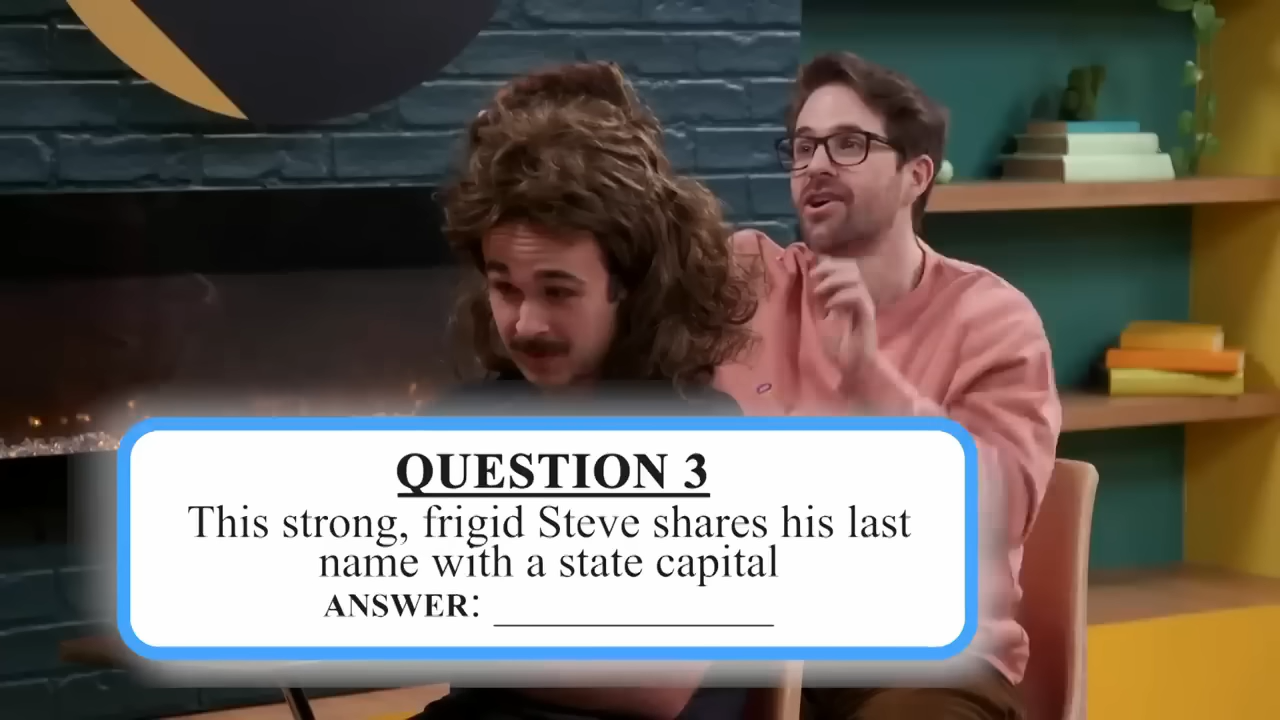 QUESTION 3
This strong, frigid Steve shares his last
name with a state capital
ANSWER: _______________